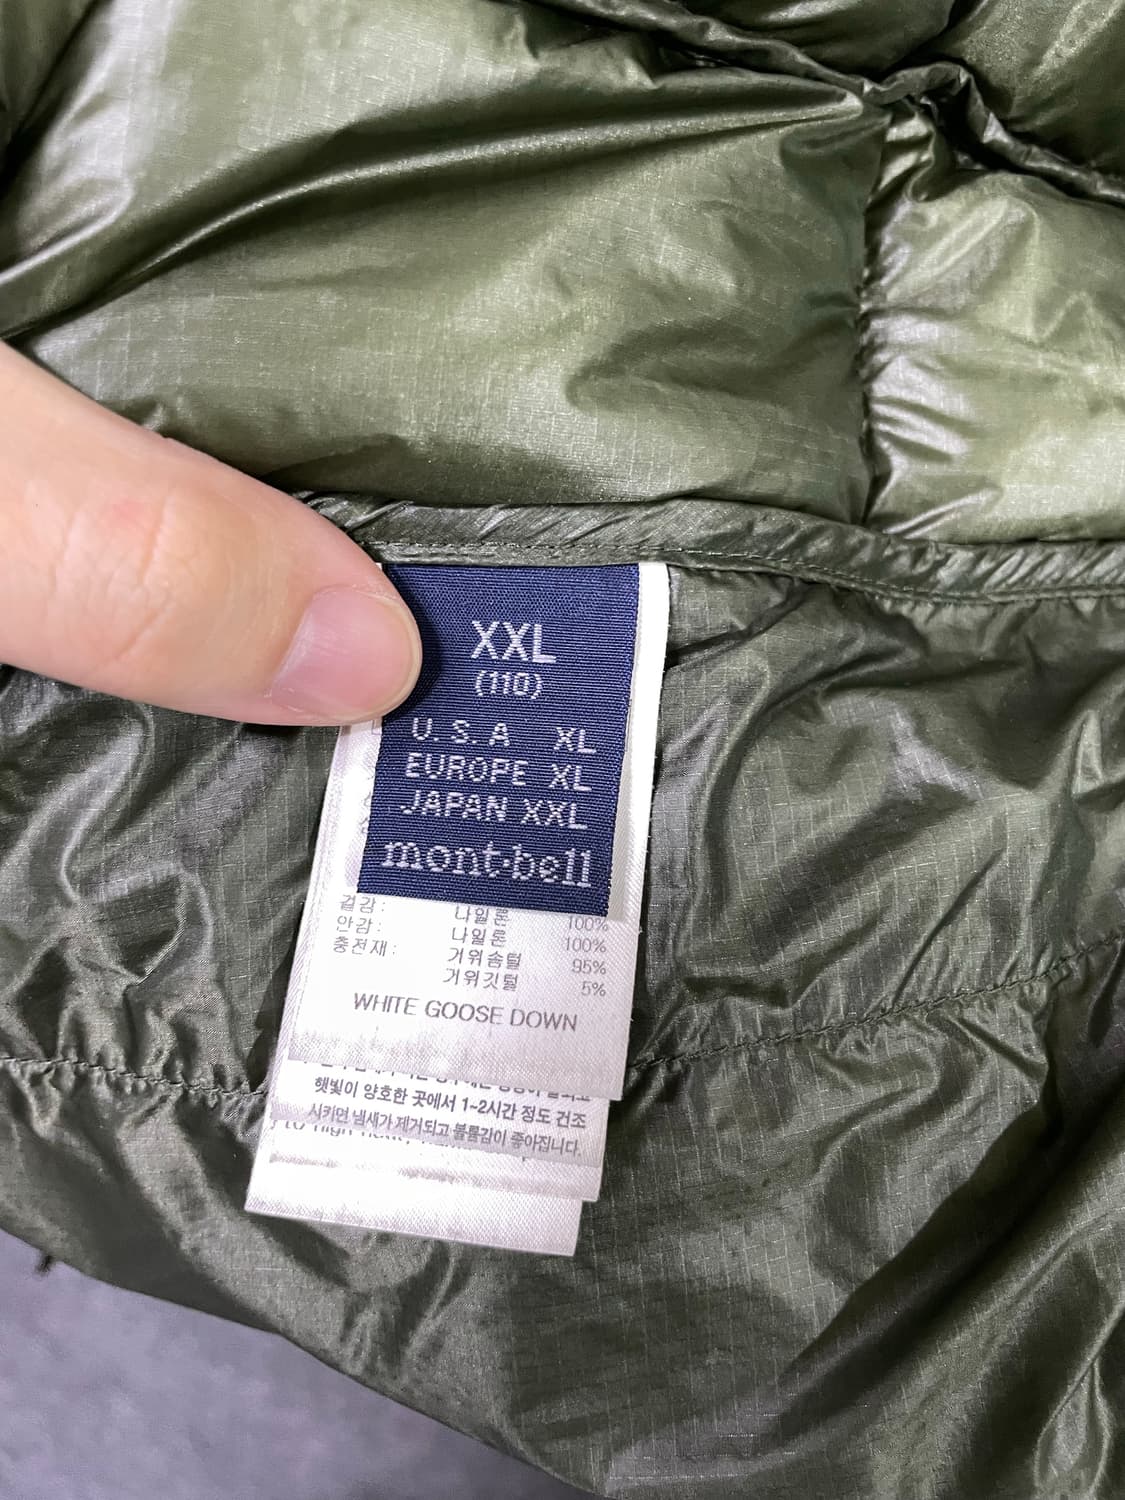 XXL
(110)
U.S.A XL
EUROPE XL
JAPAN XXL
mont·bell
겉감: 나일론 100%
안감: 나일론 100%
충전재: 거위솜털 95%
거위깃털 5%
WHITE GOOSE DOWN
햇빛이 양호한 곳에서 1~2시간 정도 건조
시키면 냄새가 제거되고 볼륨감이 좋아집니다.